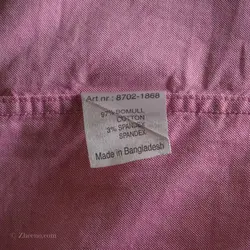 Art.nr.: 8702-1868
97% BOMULL
COTTON
3% SPANDEX
SPANDEX
Made in Bangladesh